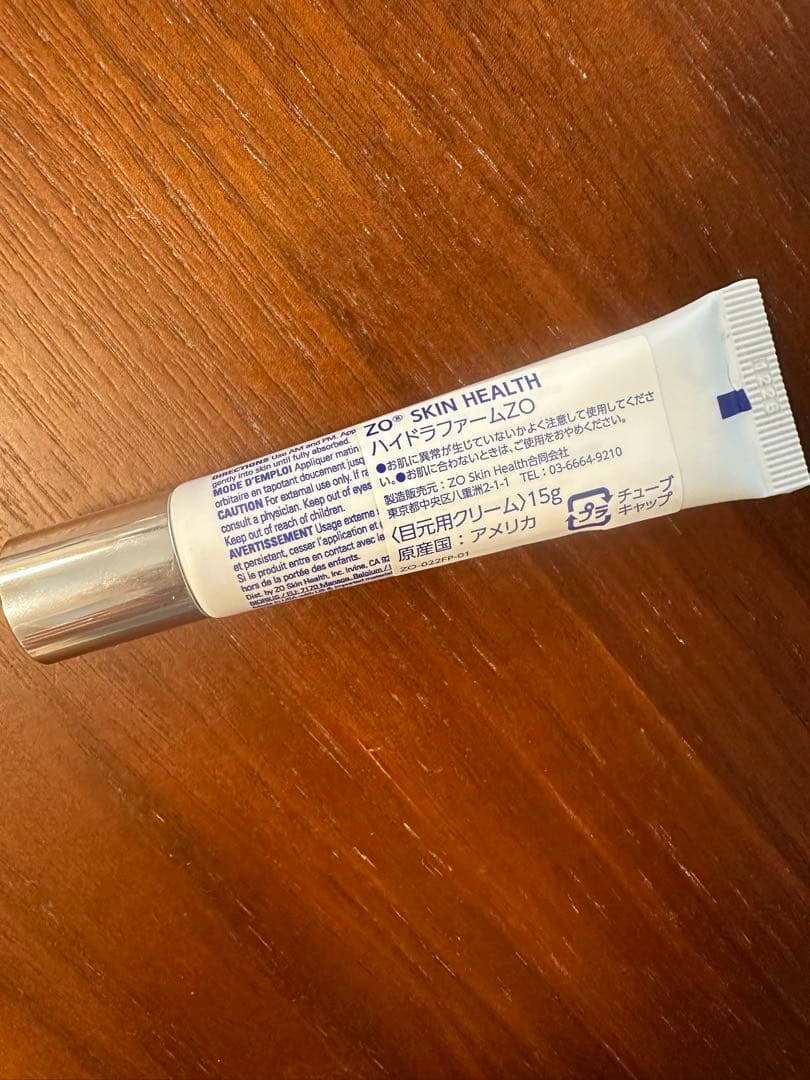 DIRECTIONS Use AM and PM. App
gently into skin until fully absorbed.
MODE D'EMPLOI Appliquer matin
orbitaire en tapotant doucement jusq
CAUTION For external use only. If
consult a physician. Keep out of eyes
Keep out of reach of children.
AVERTISSEMENT Usage externe
et persistant, cesser l'application et
Si le produit entre en contact avec le
hors de la portée des enfants.
Dist. by ZO Skin Health, Inc. Irvine, CA 92
BIORIUS / EU: 7170 Manage, Belgium /
ZO® SKIN HEALTH
ハイドラファームZO
●お肌に異常が生じていないかよく注意して使用してくださ
い。●お肌に合わないときは、ご使用をおやめください。
製造販売元：ZO Skin Health合同会社
東京都中央区八重洲2-1-1 TEL：03-6664-9210
〈目元用クリーム〉15g
原産国：アメリカ
ZO-022FP-01
プラ
チューブ
キャップ